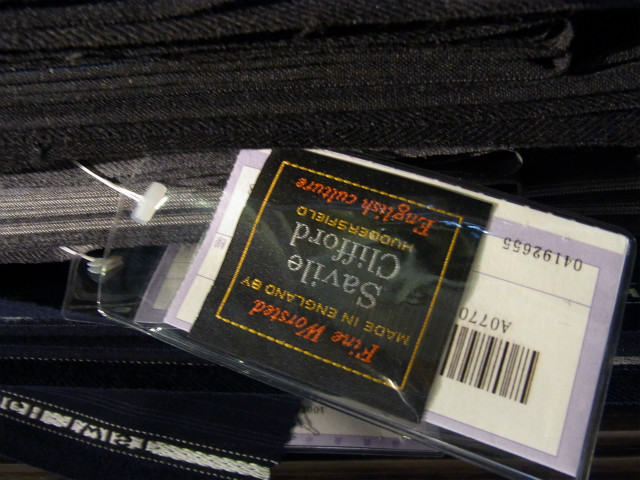 Fine Worsted
MADE IN ENGLAND BY
Savile
Clifford
HUDDERSFIELD
English culture
A0770
04192655